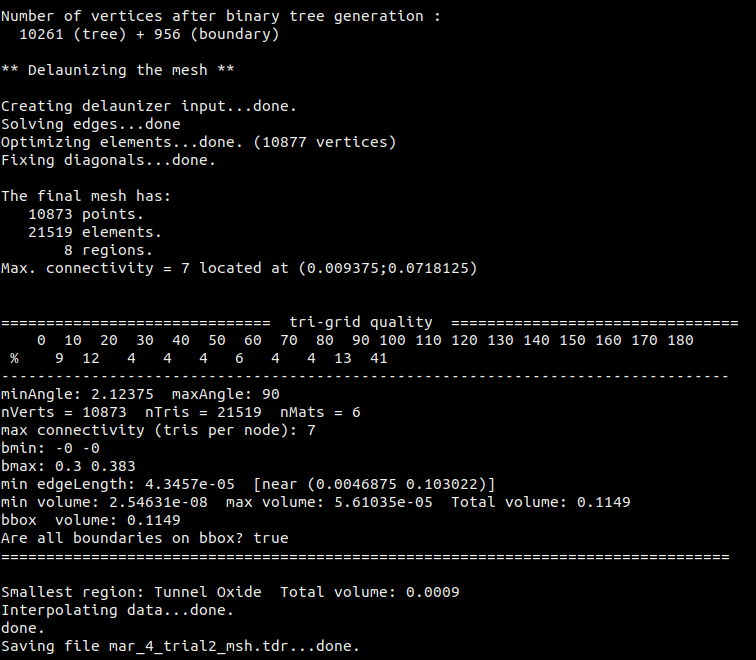 Number of vertices after binary tree generation :
  10261 (tree) + 956 (boundary)
** Delaunizing the mesh **
Creating delaunizer input...done.
Solving edges...done
Optimizing elements...done. (10877 vertices)
Fixing diagonals...done.
The final mesh has:
   10873 points.
   21519 elements.
       8 regions.
Max. connectivity = 7 located at (0.009375;0.0718125)
============================== tri-grid quality ================================
    0  10  20  30  40  50  60  70  80  90 100 110 120 130 140 150 160 170 180
 %    9  12   4   4   4   6   4   4  13  41
---------------------------------------------------------------------------------
minAngle: 2.12375  maxAngle: 90
nVerts = 10873  nTris = 21519  nMats = 6
max connectivity (tris per node): 7
bmin: -0 -0
bmax: 0.3 0.383
min edgeLength: 4.3457e-05  [near (0.0046875 0.103022)]
min volume: 2.54631e-08  max volume: 5.61035e-05  Total volume: 0.1149
bbox  volume: 0.1149
Are all boundaries on bbox? true
=================================================================================
Smallest region: Tunnel Oxide  Total volume: 0.0009
Interpolating data...done.
done.
Saving file mar_4_trial2_msh.tdr...done.